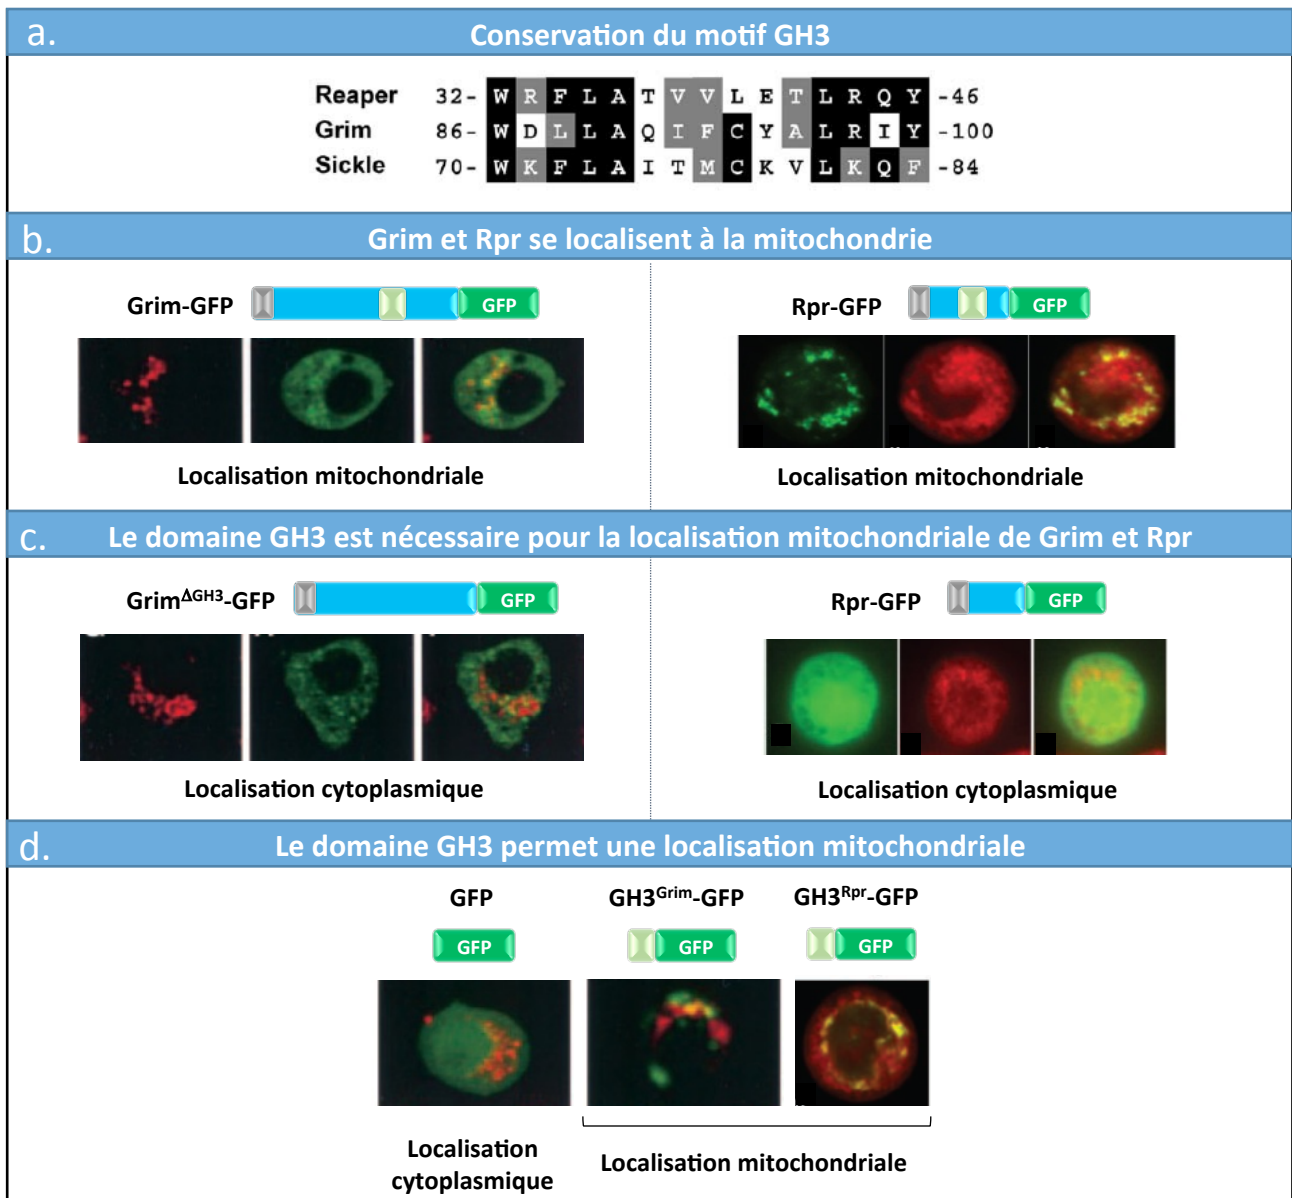 a.
Conservation du motif GH3
Reaper 32- W R F L A T V V L E T L R Q Y -46
Grim 86- W D L L A Q I F C Y A L R I Y -100
Sickle 70- W K F L A I T M C K V L K Q F -84
b.
Grim et Rpr se localisent à la mitochondrie
Grim-GFP GFP
Rpr-GFP GFP
Localisation mitochondriale
Localisation mitochondriale
c.
Le domaine GH3 est nécessaire pour la localisation mitochondriale de Grim et Rpr
GrimΔGH3-GFP GFP
Rpr-GFP GFP
Localisation cytoplasmique
Localisation cytoplasmique
d.
Le domaine GH3 permet une localisation mitochondriale
GFP GH3Grim-GFP GH3Rpr-GFP
GFP GFP GFP
Localisation
cytoplasmique
Localisation mitochondriale